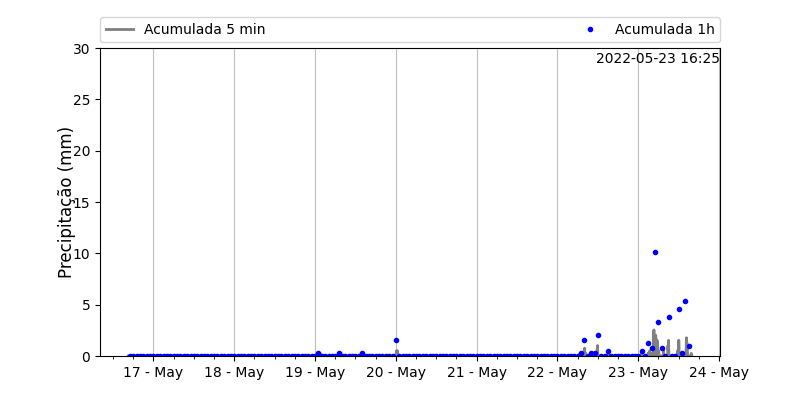 Acumulada 5 min
Acumulada 1h
2022-05-23 16:25
Precipitação (mm)
30
25
20
15
10
5
0
17 - May
18 - May
19 - May
20 - May
21 - May
22 - May
23 - May
24 - May